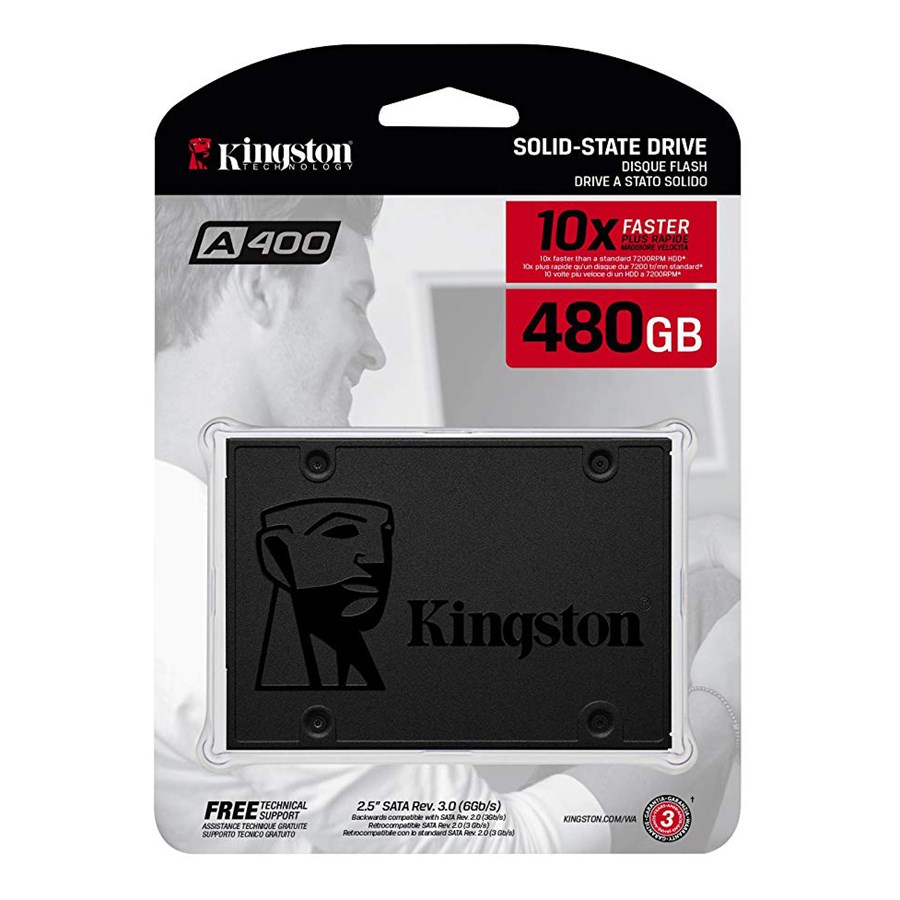 Kingston
TECHNOLOGY
SOLID-STATE DRIVE
DISQUE FLASH
DRIVE A STATO SOLIDO
A400
10x FASTER
PLUS RAPIDE
MAGGIORE VELOCITÀ
10x faster than a standard 7200RPM HDD*
10x plus rapide qu'un disque dur 7200 tr/mn standard*
10 volte più veloce di un HDD a 7200RPM*
480GB
Kingston®
FREE TECHNICAL SUPPORT
ASSISTANCE TECHNIQUE GRATUITE
SUPPORTO TECNICO GRATUITO
2.5" SATA Rev. 3.0 (6Gb/s)
Backwards compatible with SATA Rev. 2.0 (3Gb/s)
Rétrocompatible SATA Rev. 2.0 (3 Gb/s)
Retrocompatibile con lo standard SATA Rev. 2.0 (3 Gb/s)
KINGSTON.COM/WA
3
†